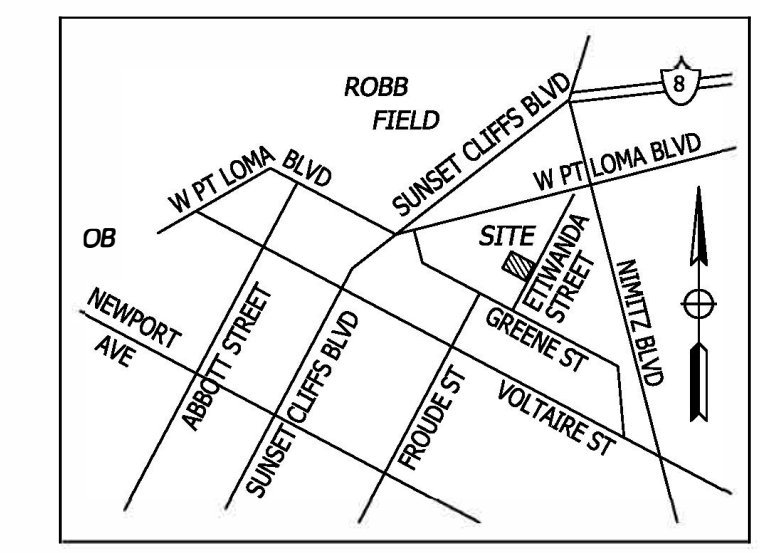 ROBB
FIELD
8
SUNSET CLIFFS BLVD
W PT LOMA BLVD
W PT LOMA BLVD
OB
SITE
ETIWANDA
STREET
NIMITZ BLVD
NEWPORT
AVE
ABBOTT STREET
SUNSET CLIFFS BLVD
GREENE ST
FROUDE ST
VOLTAIRE ST